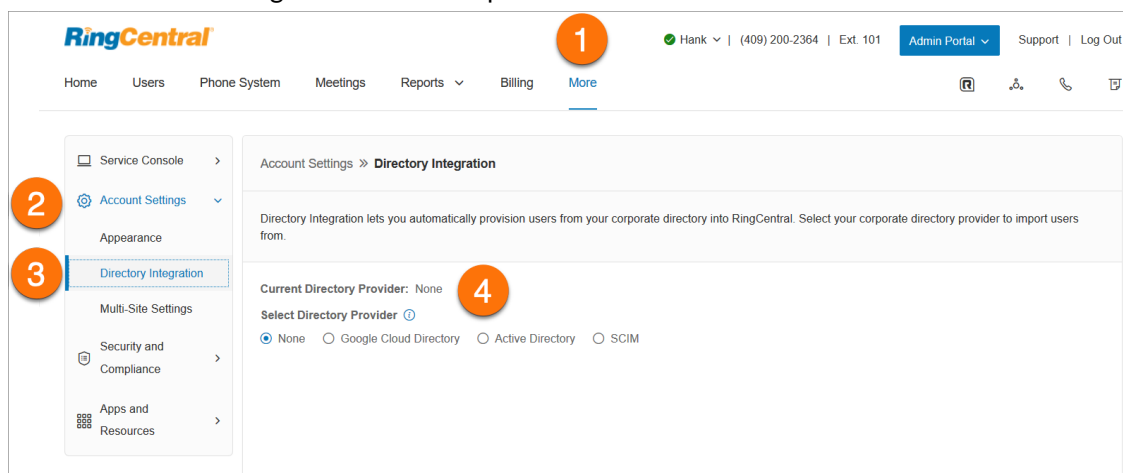 RingCentral
1
Hank | (409) 200-2364 | Ext. 101
Admin Portal
Support | Log Out
Home Users Phone System Meetings Reports Billing More
Service Console
2
Account Settings
Appearance
3
Directory Integration
Multi-Site Settings
Security and
Compliance
Apps and
Resources
Account Settings » Directory Integration
Directory Integration lets you automatically provision users from your corporate directory into RingCentral. Select your corporate directory provider to import users
from.
Current Directory Provider: None
4
Select Directory Provider
None Google Cloud Directory Active Directory SCIM